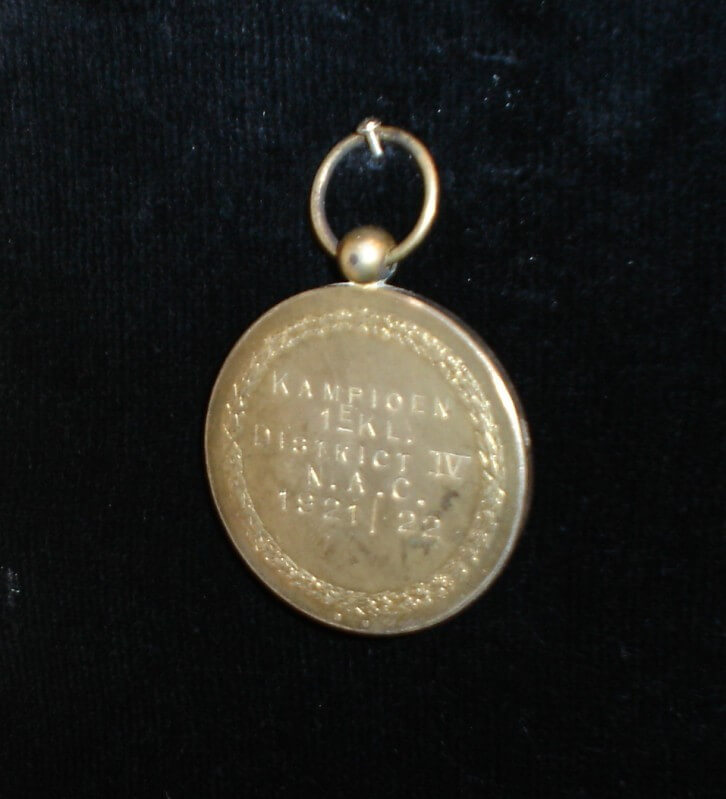 KAMPIOEN
1E KL.
DISTRICT IV
N.A.C.
1921/22